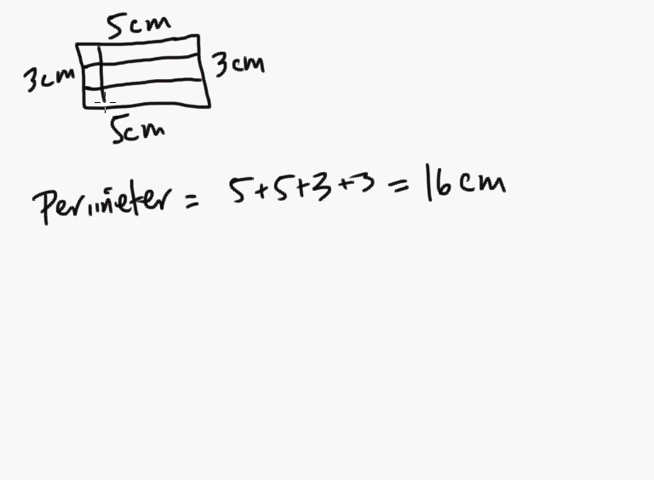 5cm
3cm
3cm
5cm
Perimeter = 5+5+3+3 = 16cm